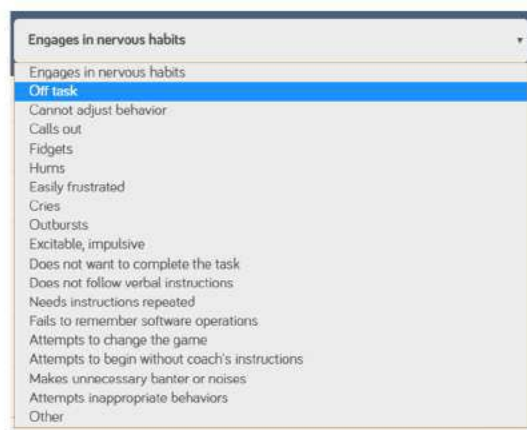 Engages in nervous habits
Engages in nervous habits
Off task
Cannot adjust behavior
Calls out
Fidgets
Hums
Easily frustrated
Cries
Outbursts
Excitable, impulsive
Does not want to complete the task
Does not follow verbal instructions
Needs instructions repeated
Fails to remember software operations
Attempts to change the game
Attempts to begin without coach's instructions
Makes unnecessary banter or noises
Attempts inappropriate behaviors
Other